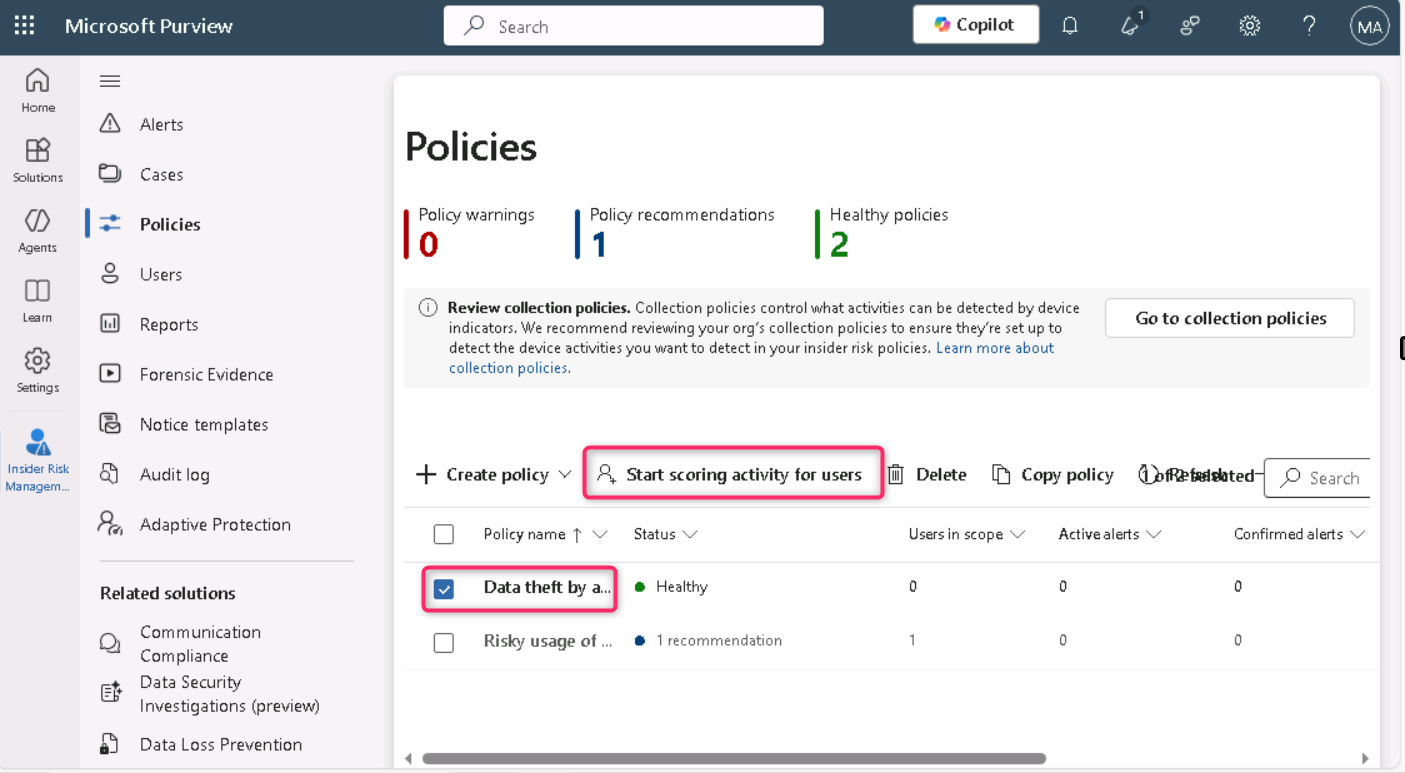 Microsoft Purview
Search
Copilot
1
MA
Home
Solutions
Agents
Learn
Settings
Insider Risk
Managem...
Alerts
Cases
Policies
Users
Reports
Forensic Evidence
Notice templates
Audit log
Adaptive Protection
Related solutions
Communication
Compliance
Data Security
Investigations (preview)
Data Loss Prevention
Policies
Policy warnings
0
Policy recommendations
1
Healthy policies
2
Review collection policies. Collection policies control what activities can be detected by device
indicators. We recommend reviewing your org's collection policies to ensure they're set up to
detect the device activities you want to detect in your insider risk policies. Learn more about
collection policies.
Go to collection policies
Create policy Start scoring activity for users Delete Copy policy Refresh 1 of 2 selected Search
Policy name ↑ Status Users in scope Active alerts Confirmed alerts
Data theft by a... Healthy 0 0 0
Risky usage of ... 1 recommendation 1 0 0